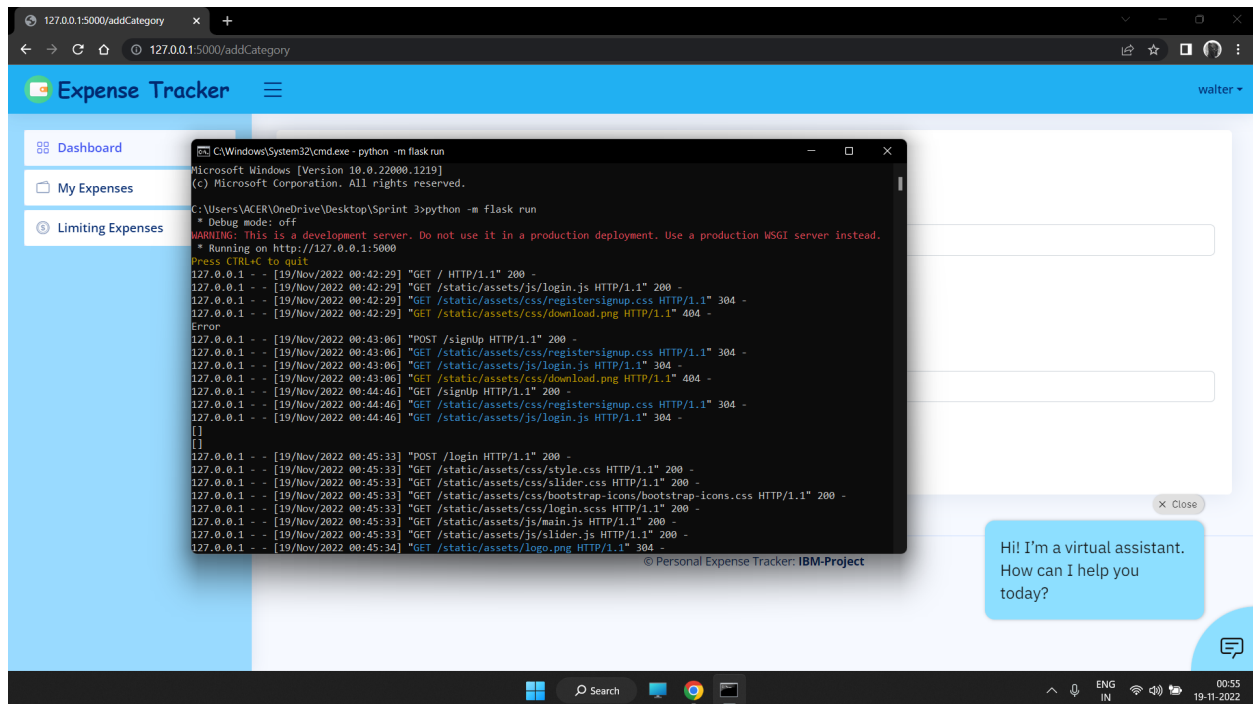 127.0.0.1:5000/addCategory
127.0.0.1:5000/addCategory
Expense Tracker
walter
Dashboard
My Expenses
Limiting Expenses
C:\Windows\System32\cmd.exe - python -m flask run
Microsoft Windows [Version 10.0.22000.1219]
(c) Microsoft Corporation. All rights reserved.
C:\Users\ACER\OneDrive\Desktop\Sprint 3>python -m flask run
* Debug mode: off
WARNING: This is a development server. Do not use it in a production deployment. Use a production WSGI server instead.
* Running on http://127.0.0.1:5000
Press CTRL+C to quit
127.0.0.1 - - [19/Nov/2022 00:42:29] "GET / HTTP/1.1" 200 -
127.0.0.1 - - [19/Nov/2022 00:42:29] "GET /static/assets/js/login.js HTTP/1.1" 200 -
127.0.0.1 - - [19/Nov/2022 00:42:29] "GET /static/assets/css/registersignup.css HTTP/1.1" 304 -
127.0.0.1 - - [19/Nov/2022 00:42:29] "GET /static/assets/css/download.png HTTP/1.1" 404 -
Error
127.0.0.1 - - [19/Nov/2022 00:43:06] "POST /signUp HTTP/1.1" 200 -
127.0.0.1 - - [19/Nov/2022 00:43:06] "GET /static/assets/css/registersignup.css HTTP/1.1" 304 -
127.0.0.1 - - [19/Nov/2022 00:43:06] "GET /static/assets/js/login.js HTTP/1.1" 304 -
127.0.0.1 - - [19/Nov/2022 00:43:06] "GET /static/assets/css/download.png HTTP/1.1" 404 -
127.0.0.1 - - [19/Nov/2022 00:44:46] "GET /signUp HTTP/1.1" 200 -
127.0.0.1 - - [19/Nov/2022 00:44:46] "GET /static/assets/css/registersignup.css HTTP/1.1" 304 -
127.0.0.1 - - [19/Nov/2022 00:44:46] "GET /static/assets/js/login.js HTTP/1.1" 304 -
[]
[]
127.0.0.1 - - [19/Nov/2022 00:45:33] "POST /login HTTP/1.1" 200 -
127.0.0.1 - - [19/Nov/2022 00:45:33] "GET /static/assets/css/style.css HTTP/1.1" 200 -
127.0.0.1 - - [19/Nov/2022 00:45:33] "GET /static/assets/css/slider.css HTTP/1.1" 200 -
127.0.0.1 - - [19/Nov/2022 00:45:33] "GET /static/assets/css/bootstrap-icons/bootstrap-icons.css HTTP/1.1" 200 -
127.0.0.1 - - [19/Nov/2022 00:45:33] "GET /static/assets/css/login.scss HTTP/1.1" 200 -
127.0.0.1 - - [19/Nov/2022 00:45:33] "GET /static/assets/js/main.js HTTP/1.1" 200 -
127.0.0.1 - - [19/Nov/2022 00:45:33] "GET /static/assets/js/slider.js HTTP/1.1" 200 -
127.0.0.1 - - [19/Nov/2022 00:45:34] "GET /static/assets/logo.png HTTP/1.1" 304 -
Close
Hi! I'm a virtual assistant.
How can I help you
today?
© Personal Expense Tracker: IBM-Project
Search
ENG
IN
00:55
19-11-2022